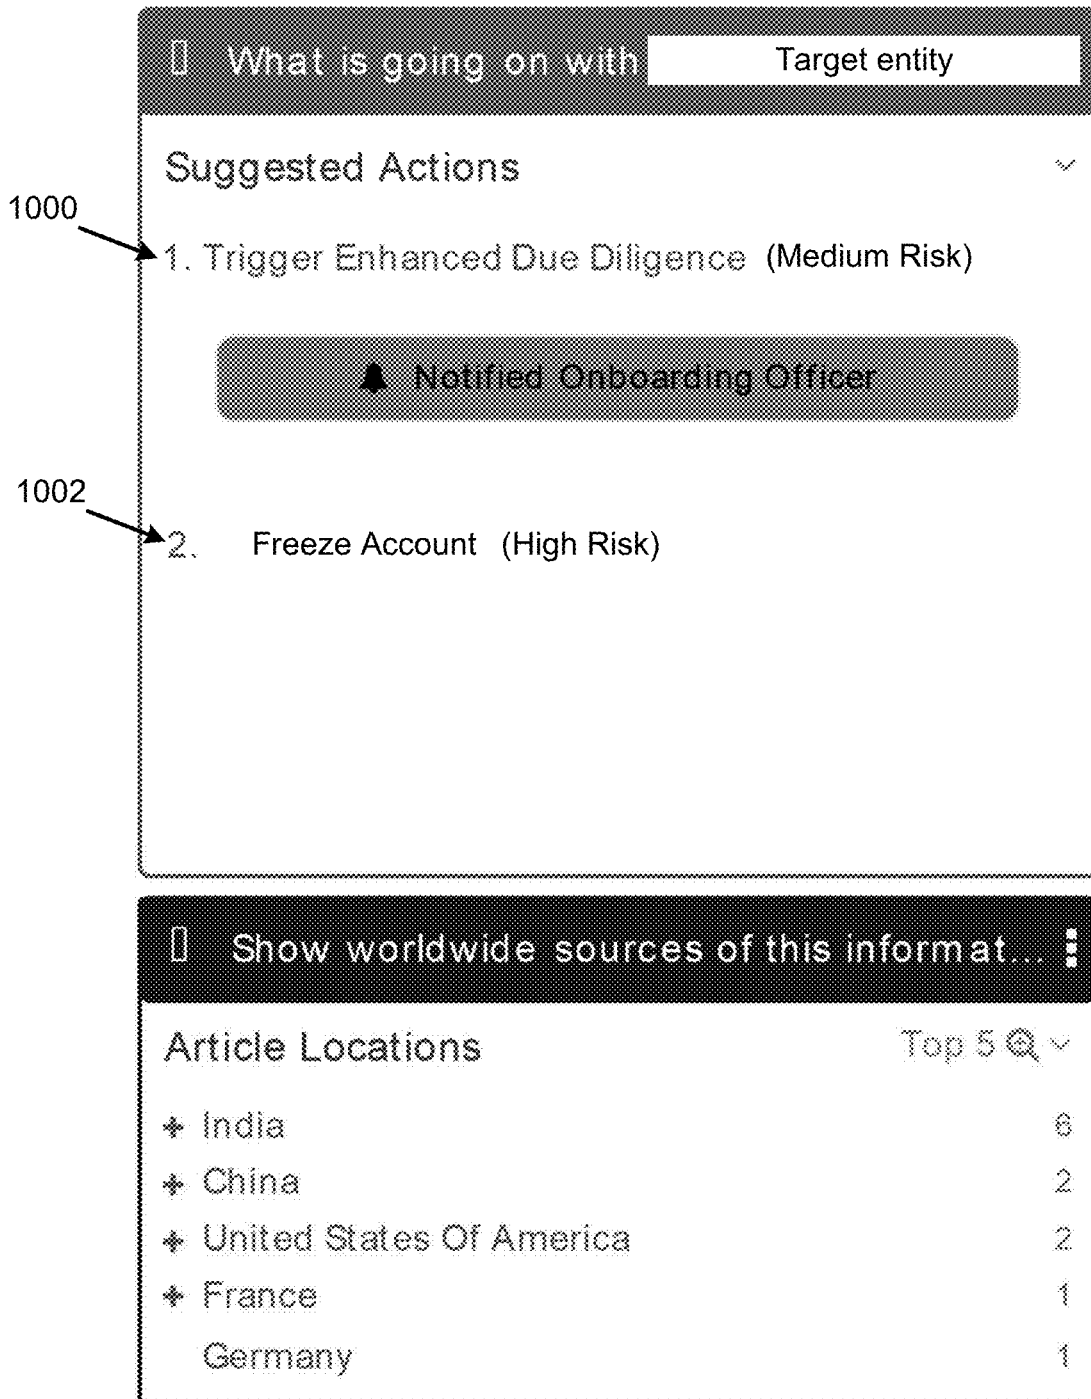 What is going on with Target entity
Suggested Actions
1000
1. Trigger Enhanced Due Diligence (Medium Risk)
Notified Onboarding Officer
1002
2. Freeze Account (High Risk)
Show worldwide sources of this informat...
Article Locations Top 5
+ India 6
+ China 2
+ United States Of America 2
+ France 1
Germany 1